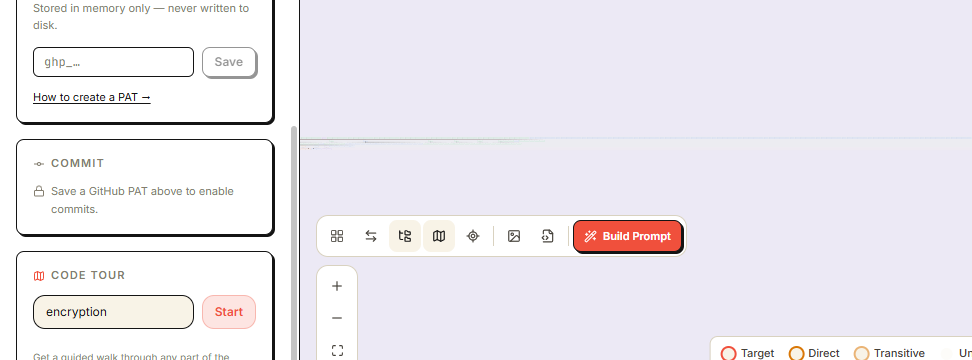 Stored in memory only — never written to
disk.
ghp_…
Save
How to create a PAT →
COMMIT
Save a GitHub PAT above to enable
commits.
CODE TOUR
encryption
Start
Get a guided walk through any part of the
Build Prompt
Target
Direct
Transitive